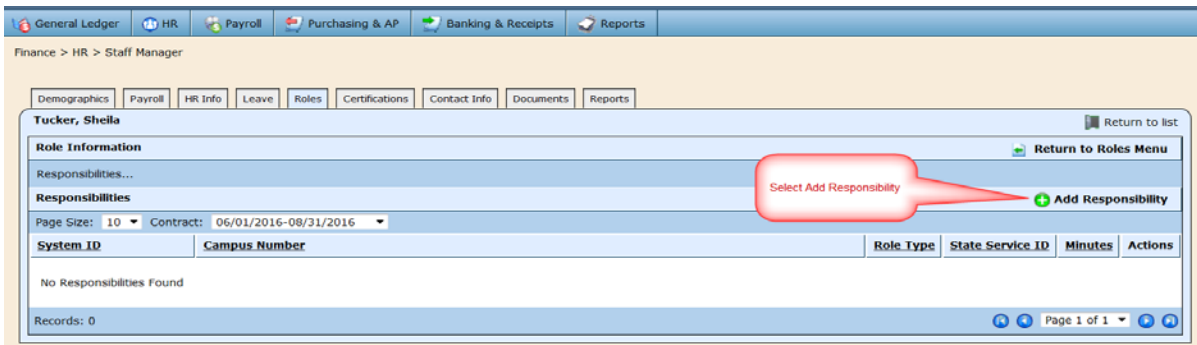 General Ledger HR Payroll Purchasing & AP Banking & Receipts Reports
Finance > HR > Staff Manager
Demographics Payroll HR Info Leave Roles Certifications Contact Info Documents Reports
Tucker, Sheila Return to list
Role Information Return to Roles Menu
Responsibilities...
Select Add Responsibility
Responsibilities Add Responsibility
Page Size: 10 Contract: 06/01/2016-08/31/2016
System ID Campus Number Role Type State Service ID Minutes Actions
No Responsibilities Found
Records: 0 Page 1 of 1